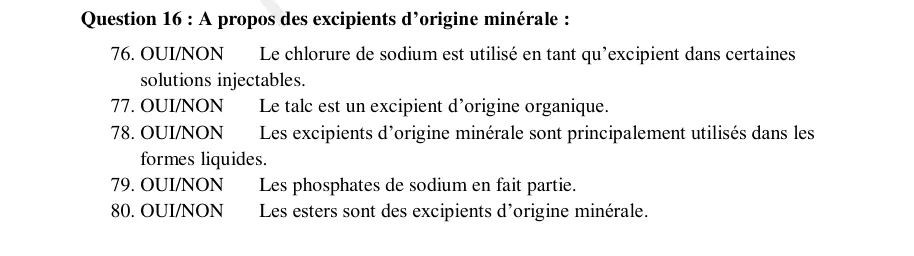 Question 16 : A propos des excipients d’origine minérale :
76. OUI/NON Le chlorure de sodium est utilisé en tant qu’excipient dans certaines
solutions injectables.
77. OUI/NON Le talc est un excipient d’origine organique.
78. OUI/NON Les excipients d’origine minérale sont principalement utilisés dans les
formes liquides.
79. OUI/NON Les phosphates de sodium en fait partie.
80. OUI/NON Les esters sont des excipients d’origine minérale.